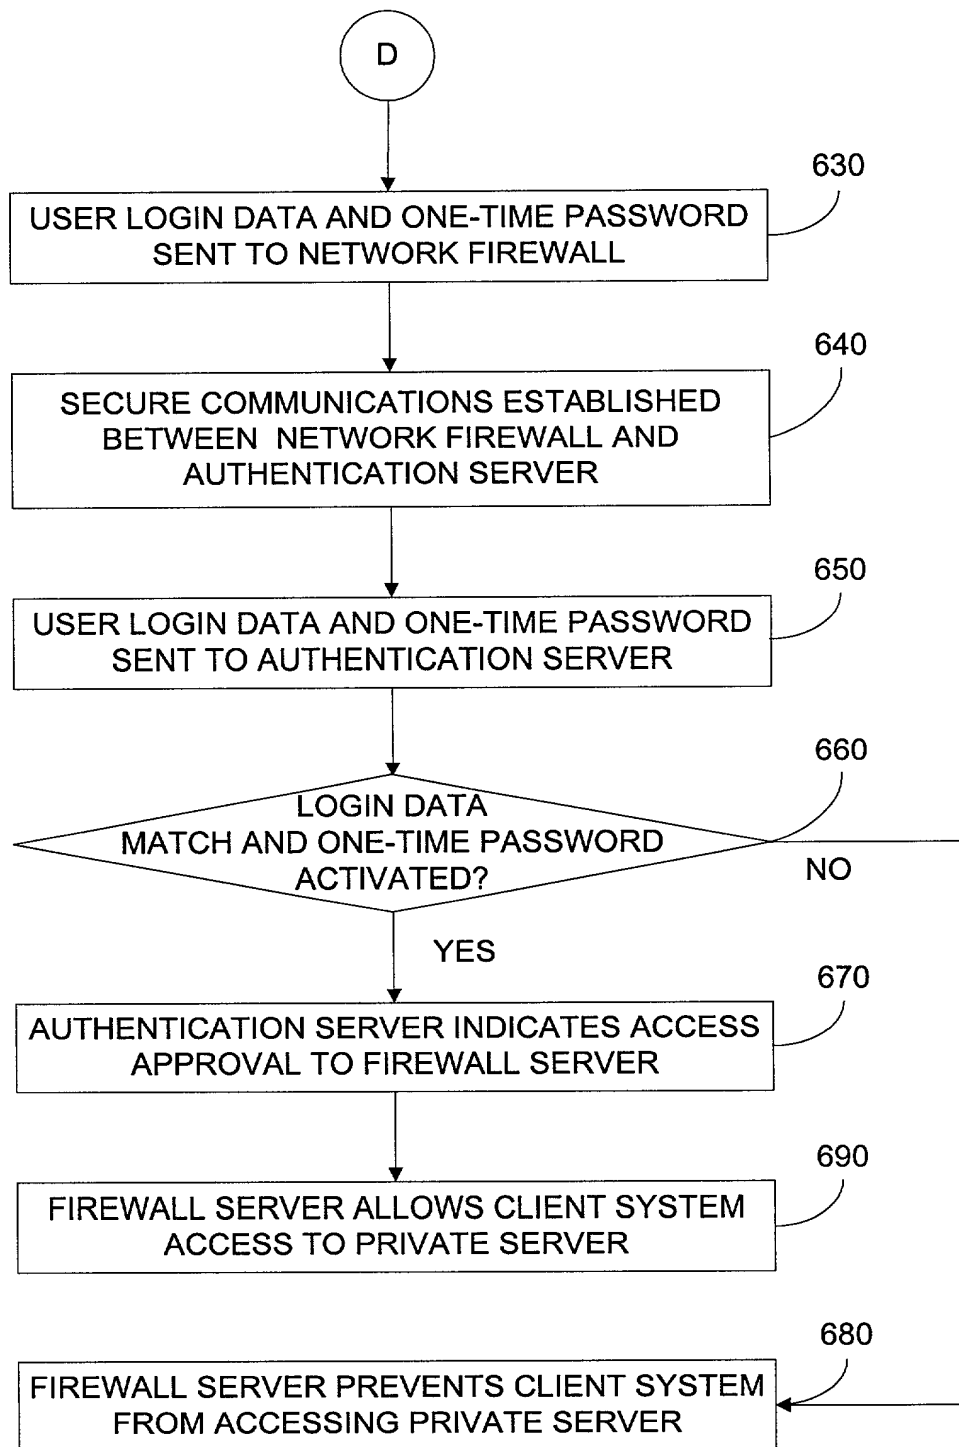 D
630
USER LOGIN DATA AND ONE-TIME PASSWORD
SENT TO NETWORK FIREWALL
640
SECURE COMMUNICATIONS ESTABLISHED
BETWEEN NETWORK FIREWALL AND
AUTHENTICATION SERVER
650
USER LOGIN DATA AND ONE-TIME PASSWORD
SENT TO AUTHENTICATION SERVER
660
LOGIN DATA
MATCH AND ONE-TIME PASSWORD
ACTIVATED?
NO
YES
670
AUTHENTICATION SERVER INDICATES ACCESS
APPROVAL TO FIREWALL SERVER
690
FIREWALL SERVER ALLOWS CLIENT SYSTEM
ACCESS TO PRIVATE SERVER
680
FIREWALL SERVER PREVENTS CLIENT SYSTEM
FROM ACCESSING PRIVATE SERVER